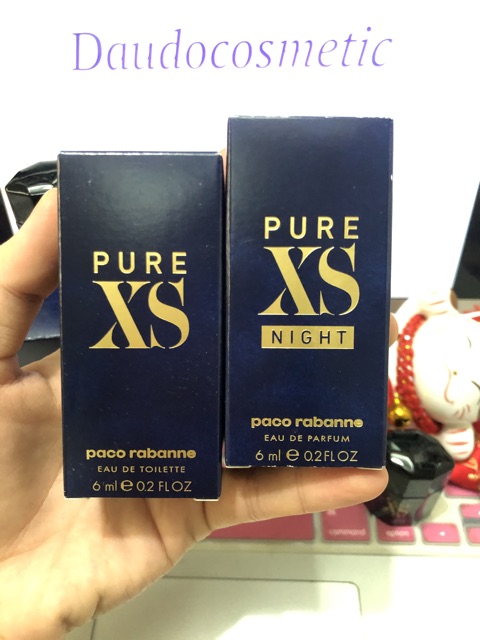 Daudocosmetic
PURE
XS
paco rabanne
EAU DE TOILETTE
6 ml e 0.2 FL OZ
PURE
XS
NIGHT
paco rabanne
EAU DE PARFUM
6 ml e 0.2 FL OZ
command